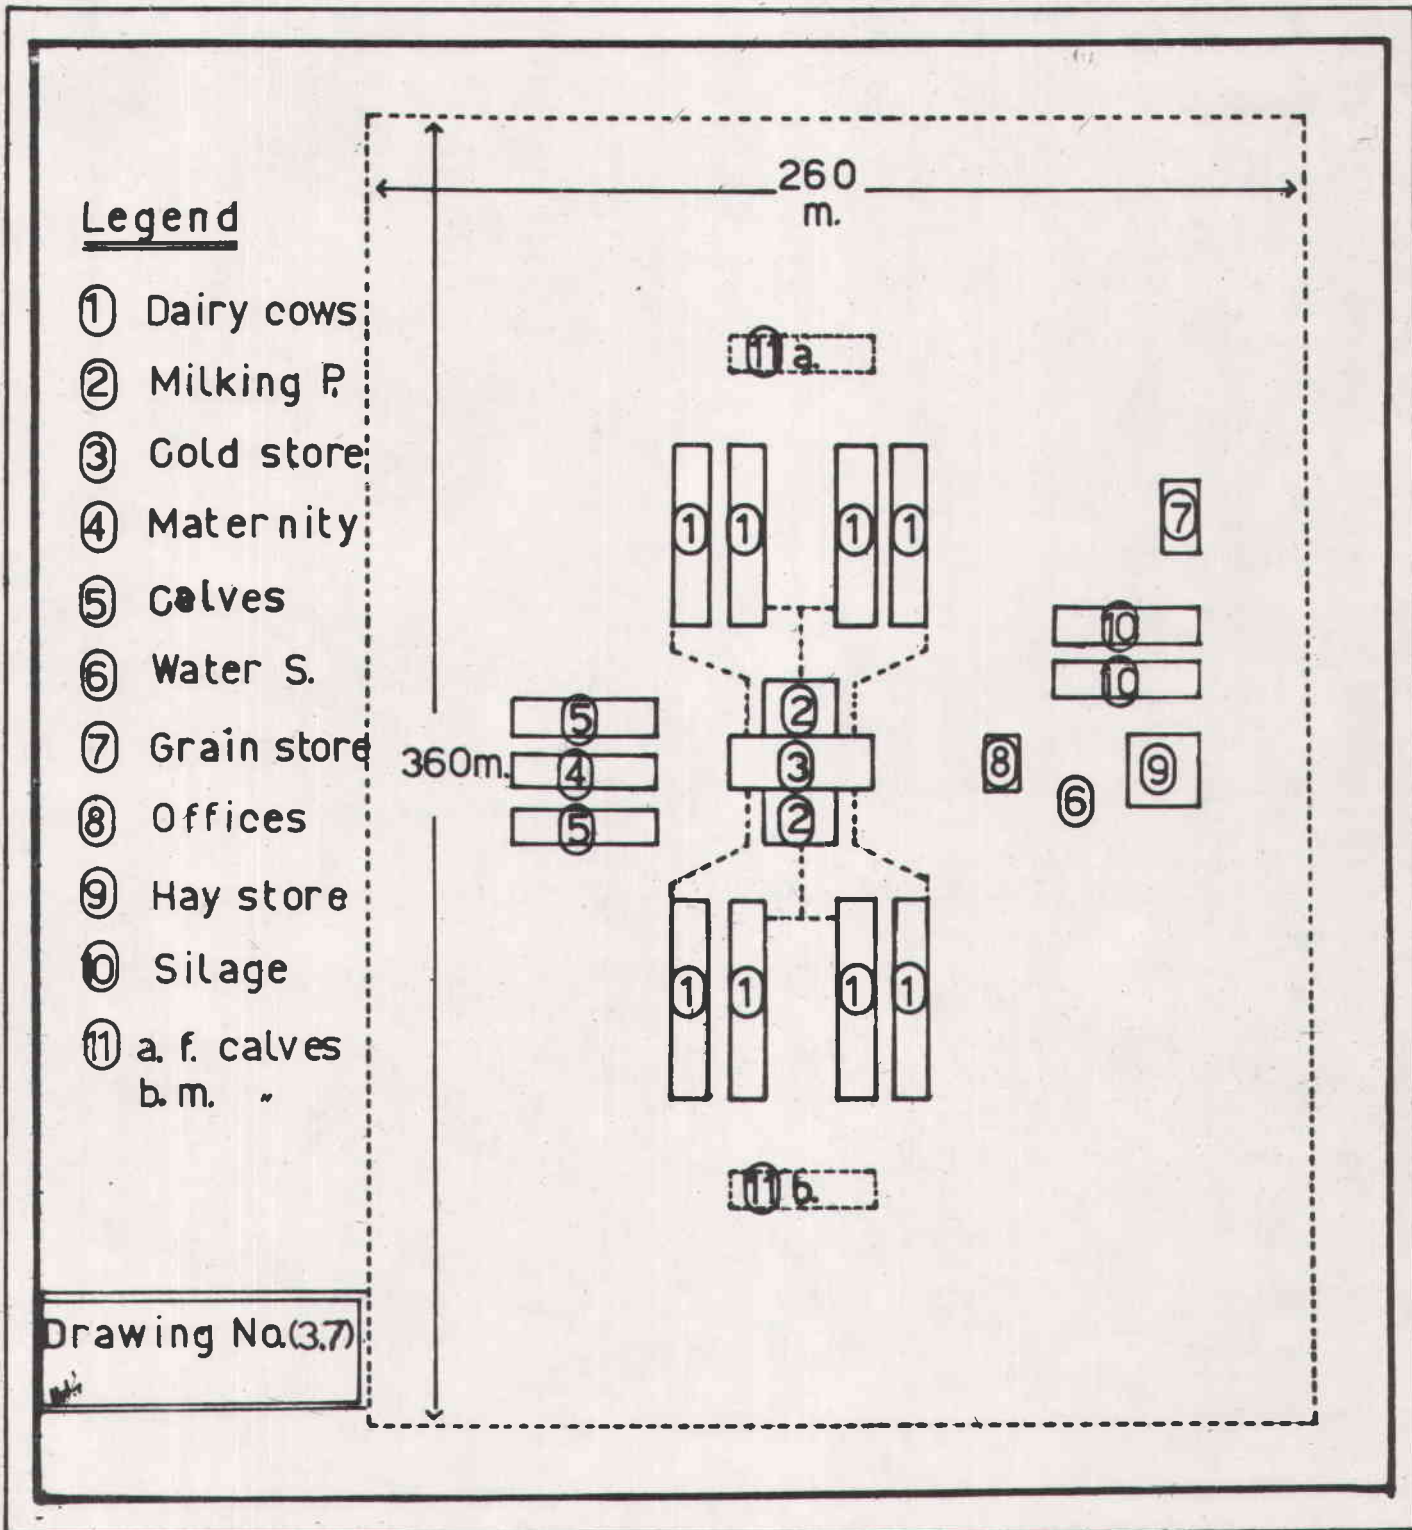 Legend
1 Dairy cows
2 Milking P.
3 Cold store
4 Maternity
5 calves
6 Water S.
7 Grain store
8 Offices
9 Hay store
10 Silage
11 a. f. calves
b. m. "
Drawing No.(3.7)
260
m.
11 a.
1 1 1 1
7
10
10
5
4
5
360m.
2
3
2
8
6
9
1 1 1 1
11 b.